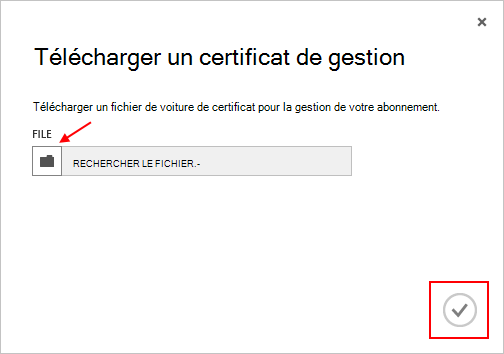 Télécharger un certificat de gestion
Télécharger un fichier de voiture de certificat pour la gestion de votre abonnement.
FILE
RECHERCHER LE FICHIER.-